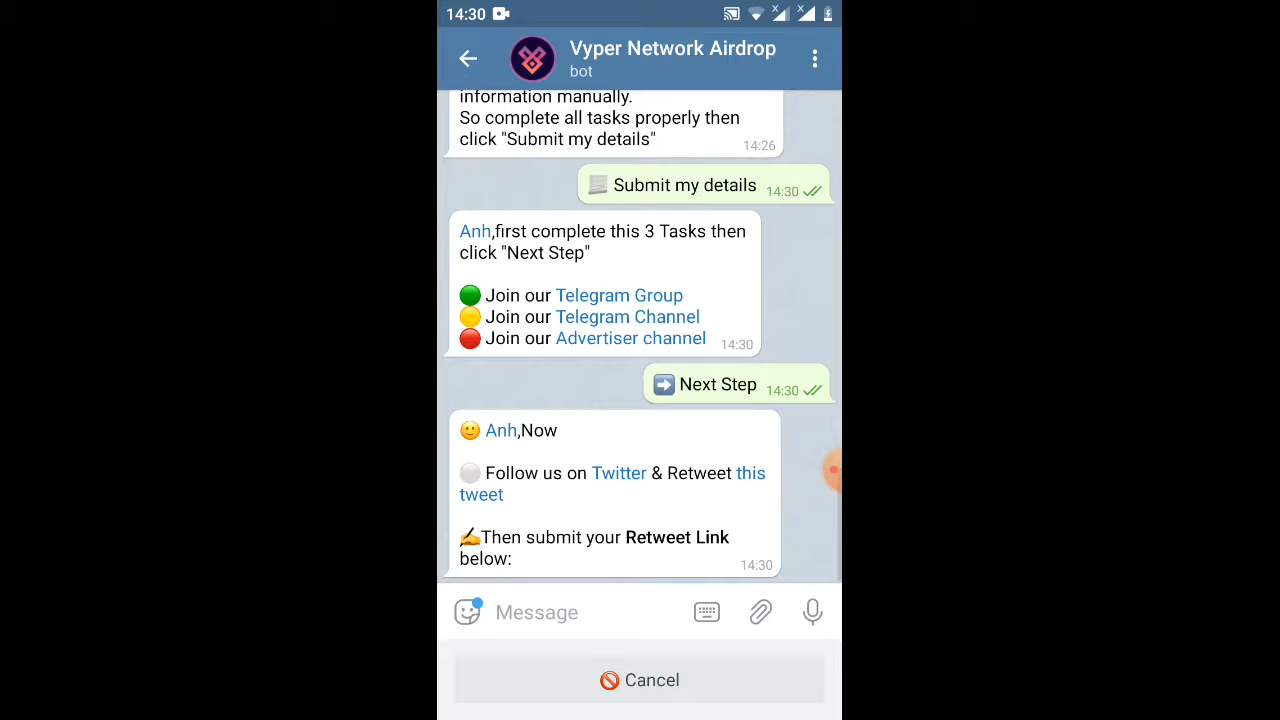 14:30
Vyper Network Airdrop
bot
information manually.
So complete all tasks properly then
click "Submit my details"
14:26
Submit my details 14:30
Anh,first complete this 3 Tasks then
click "Next Step"
Join our Telegram Group
Join our Telegram Channel
Join our Advertiser channel 14:30
Next Step 14:30
Anh,Now
Follow us on Twitter & Retweet this
tweet
✍Then submit your Retweet Link
below:
14:30
Message
Cancel